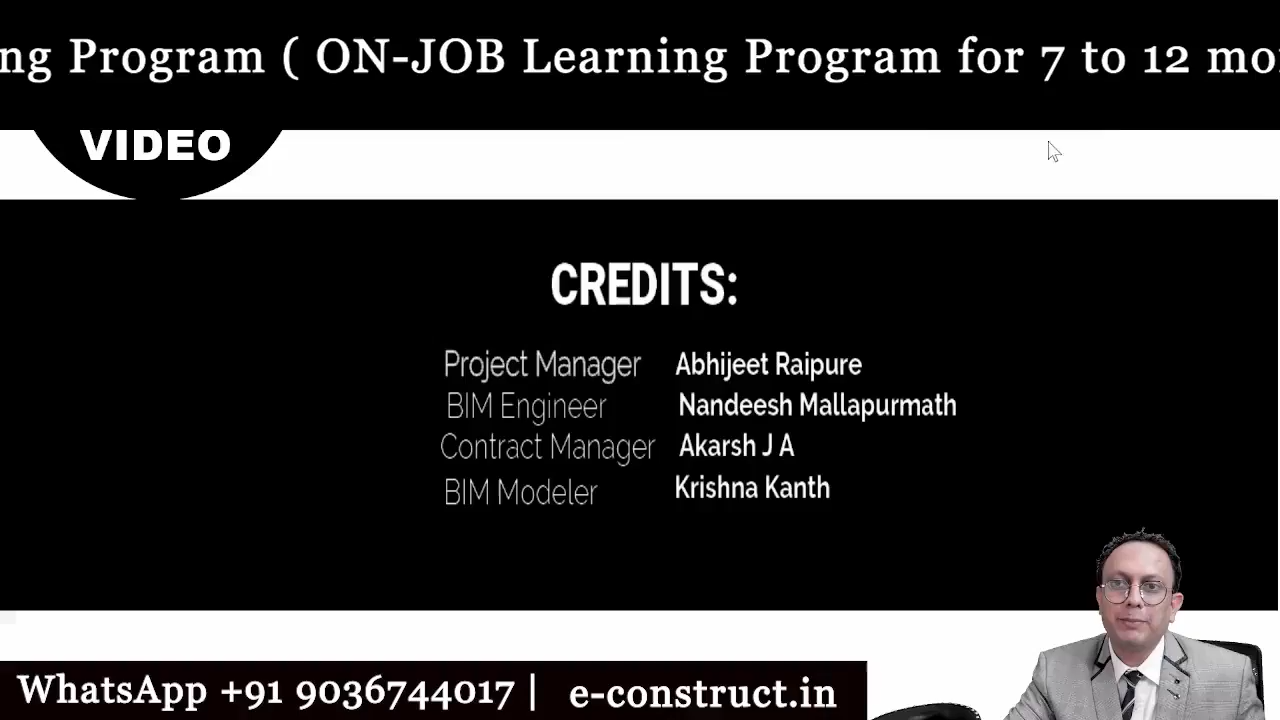 ng Program ( ON-JOB Learning Program for 7 to 12 mo
VIDEO
CREDITS:
Project Manager Abhijeet Raipure
BIM Engineer Nandeesh Mallapurmath
Contract Manager Akarsh J A
BIM Modeler Krishna Kanth
WhatsApp +91 9036744017 | e-construct.in